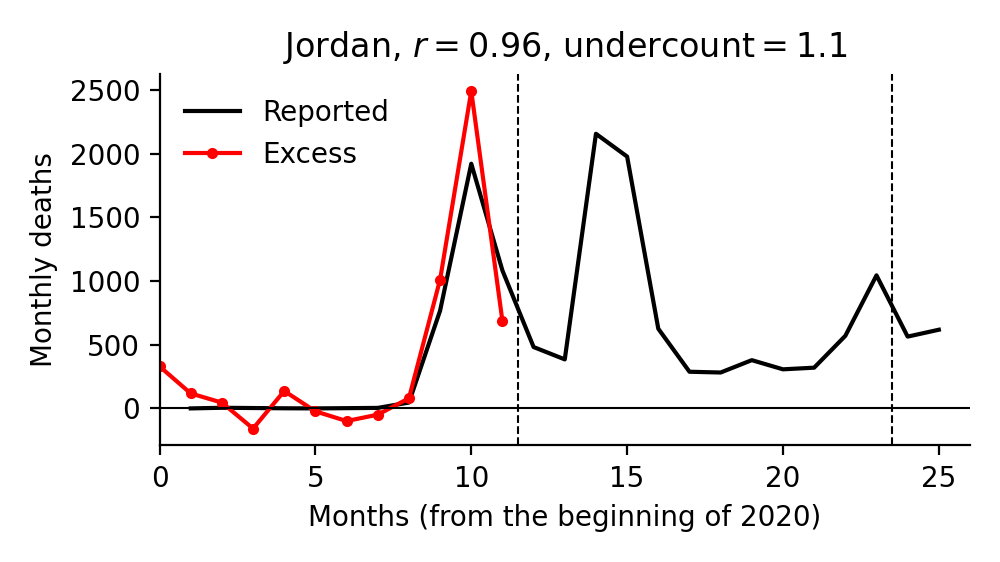 Jordan, r = 0.96, undercount = 1.1
Reported
Excess
Monthly deaths
2500
2000
1500
1000
500
0
0 5 10 15 20 25
Months (from the beginning of 2020)